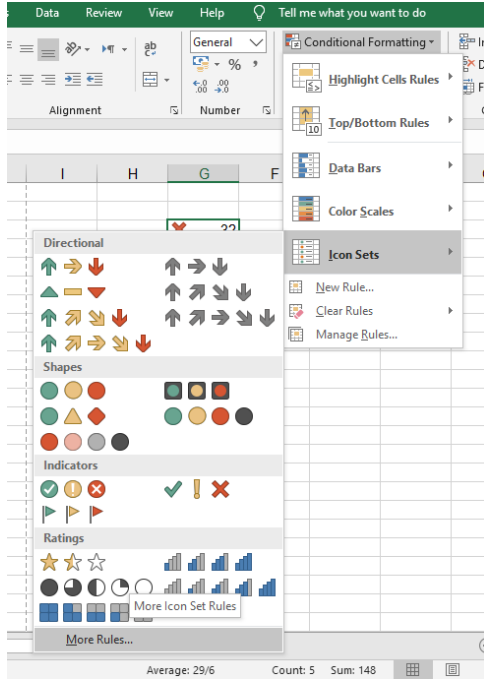 Data Review View Help Tell me what you want to do
ab
General
Conditional Formatting
% ,
Alignment
Number
Highlight Cells Rules
10
Top/Bottom Rules
Data Bars
Color Scales
Icon Sets
New Rule...
Clear Rules
Manage Rules...
I H G F
Directional
Shapes
Indicators
Ratings
More Icon Set Rules
More Rules...
Average: 29/6 Count: 5 Sum: 148